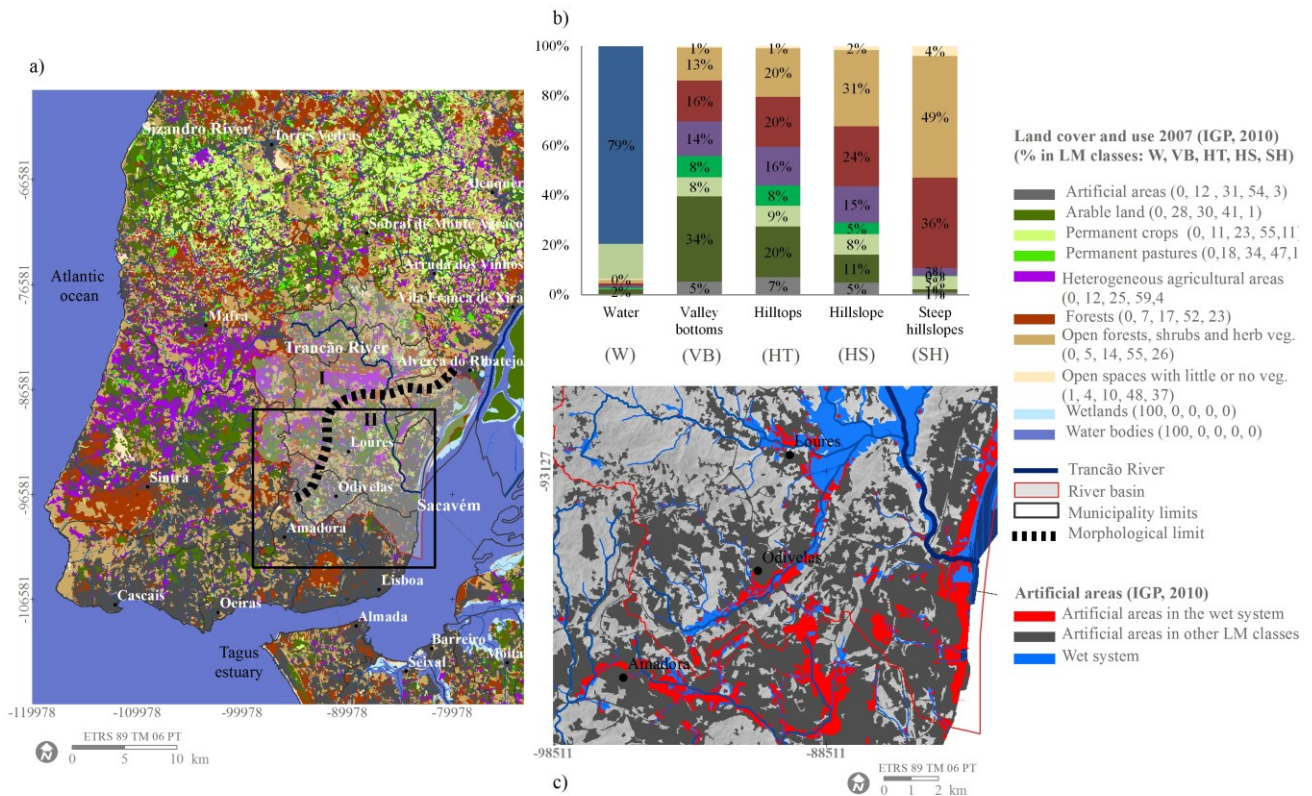 a)
Sizandro River
Torres Vedras
Alenquer
Sobral de Monte Agraço
Arruda dos Vinhos
Vila Franca de Xira
Atlantic
ocean
Mafra
Trancão River
Alverca do Ribatejo
I
II
Loures
Sintra
Odivelas
Sacavém
Amadora
Lisboa
Cascais
Oeiras
Almada
Barreiro
Moita
Seixal
Tagus
estuary
-66581
-76581
-86581
-96581
-106581
-119978 -109978 -99978 -89978 -79978
ETRS 89 TM 06 PT
N
0 5 10 km
b)
100%
80%
60%
40%
20%
0%
79%
0%
2%
1%
13%
16%
14%
8%
8%
34%
5%
1%
20%
20%
16%
8%
9%
20%
7%
2%
31%
24%
15%
5%
8%
11%
5%
4%
49%
36%
1%
Water Valley bottoms Hilltops Hillslope Steep hillslopes
(W) (VB) (HT) (HS) (SH)
Loures
Odivelas
Amadora
-93127
-98511
-88511
ETRS 89 TM 06 PT
N
0 1 2 km
c)
Land cover and use 2007 (IGP, 2010)
(% in LM classes: W, VB, HT, HS, SH)
Artificial areas (0, 12 , 31, 54, 3)
Arable land (0, 28, 30, 41, 1)
Permanent crops (0, 11, 23, 55,11)
Permanent pastures (0,18, 34, 47,1
Heterogeneous agricultural areas
(0, 12, 25, 59,4
Forests (0, 7, 17, 52, 23)
Open forests, shrubs and herb veg.
(0, 5, 14, 55, 26)
Open spaces with little or no veg.
(1, 4, 10, 48, 37)
Wetlands (100, 0, 0, 0, 0)
Water bodies (100, 0, 0, 0, 0)
Trancão River
River basin
Municipality limits
Morphological limit
Artificial areas (IGP, 2010)
Artificial areas in the wet system
Artificial areas in other LM classes
Wet system